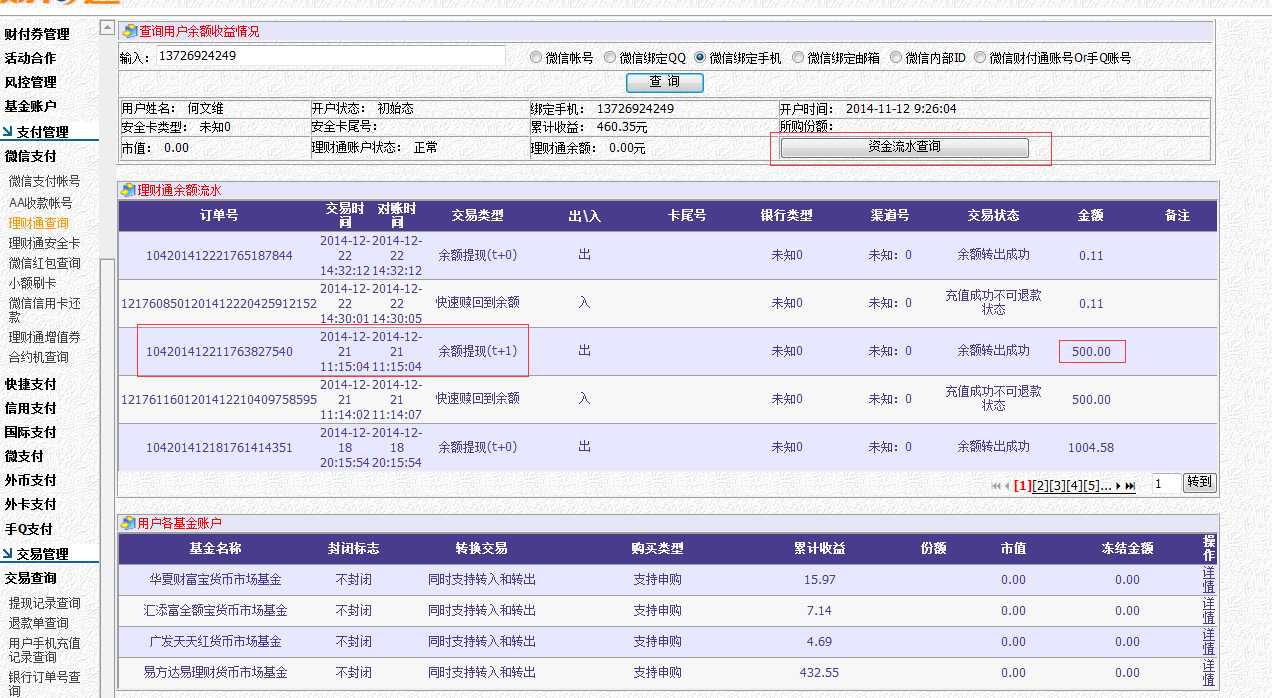 财付券管理
活动合作
风控管理
基金账户
支付管理
微信支付
微信支付帐号
AA收款帐号
理财通查询
理财通安全卡
微信红包查询
小额刷卡
微信信用卡还
款
理财通增值券
合约机查询
快捷支付
信用支付
国际支付
微支付
外币支付
外卡支付
手Q支付
交易管理
交易查询
提现记录查询
退款单查询
用户手机充值
记录查询
银行订单号查
询
查询用户余额收益情况
输入： 13726924249 微信帐号 微信绑定QQ 微信绑定手机 微信绑定邮箱 微信内部ID 微信财付通账号Or手Q账号
查 询
用户姓名： 何文维 开户状态： 初始态 绑定手机： 13726924249 开户时间： 2014-11-12 9:26:04
安全卡类型： 未知0 安全卡尾号： 累计收益： 460.35元 所购份额：
市值： 0.00 理财通账户状态： 正常 理财通余额： 0.00元 资金流水查询
理财通余额流水
订单号 交易时间 对账时间 交易类型 出\入 卡尾号 银行类型 渠道号 交易状态 金额 备注
104201412221765187844 2014-12-22 14:32:12 2014-12-22 14:32:12 余额提现(t+0) 出 未知0 未知：0 余额转出成功 0.11
1217608501201412220425912152 2014-12-22 14:30:01 2014-12-22 14:30:05 快速赎回到余额 入 未知0 未知：0 充值成功不可退款状态 0.11
104201412211763827540 2014-12-21 11:15:04 2014-12-21 11:15:04 余额提现(t+1) 出 未知0 未知：0 余额转出成功 500.00
1217611601201412210409758595 2014-12-21 11:14:02 2014-12-21 11:14:07 快速赎回到余额 入 未知0 未知：0 充值成功不可退款状态 500.00
104201412181761414351 2014-12-18 20:15:54 2014-12-18 20:15:54 余额提现(t+0) 出 未知0 未知：0 余额转出成功 1004.58
[1][2][3][4][5]... 1 转到
用户各基金账户
基金名称 封闭标志 转换交易 购买类型 累计收益 份额 市值 冻结金额 操作
华夏财富宝货币市场基金 不封闭 同时支持转入和转出 支持申购 15.97 0.00 0.00 详情
汇添富全额宝货币市场基金 不封闭 同时支持转入和转出 支持申购 7.14 0.00 0.00 详情
广发天天红货币市场基金 不封闭 同时支持转入和转出 支持申购 4.69 0.00 0.00 详情
易方达易理财货币市场基金 不封闭 同时支持转入和转出 支持申购 432.55 0.00 0.00 详情